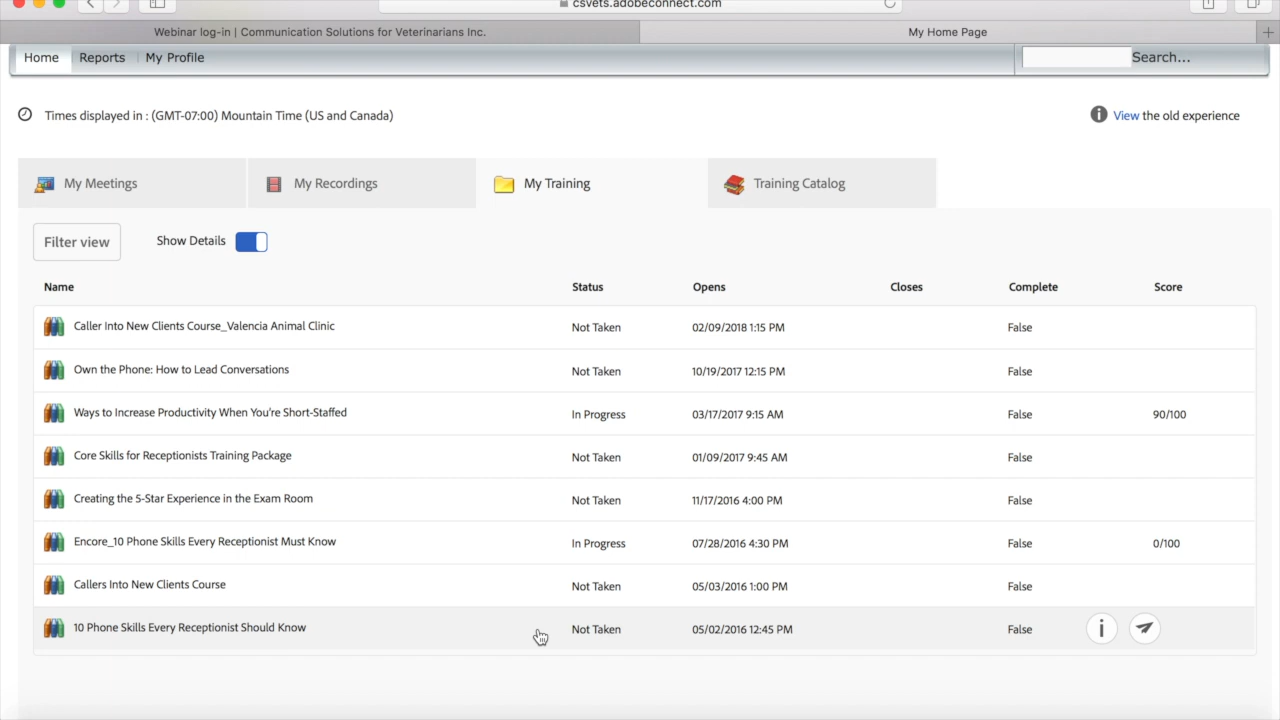 csvets.adobeconnect.com
Webinar log-in | Communication Solutions for Veterinarians Inc.
My Home Page
Home
Reports
My Profile
Search...
Times displayed in : (GMT-07:00) Mountain Time (US and Canada)
View the old experience
My Meetings
My Recordings
My Training
Training Catalog
Filter view
Show Details
Name Status Opens Closes Complete Score
Caller Into New Clients Course_Valencia Animal Clinic Not Taken 02/09/2018 1:15 PM False
Own the Phone: How to Lead Conversations Not Taken 10/19/2017 12:15 PM False
Ways to Increase Productivity When You're Short-Staffed In Progress 03/17/2017 9:15 AM False 90/100
Core Skills for Receptionists Training Package Not Taken 01/09/2017 9:45 AM False
Creating the 5-Star Experience in the Exam Room Not Taken 11/17/2016 4:00 PM False
Encore_10 Phone Skills Every Receptionist Must Know In Progress 07/28/2016 4:30 PM False 0/100
Callers Into New Clients Course Not Taken 05/03/2016 1:00 PM False
10 Phone Skills Every Receptionist Should Know Not Taken 05/02/2016 12:45 PM False